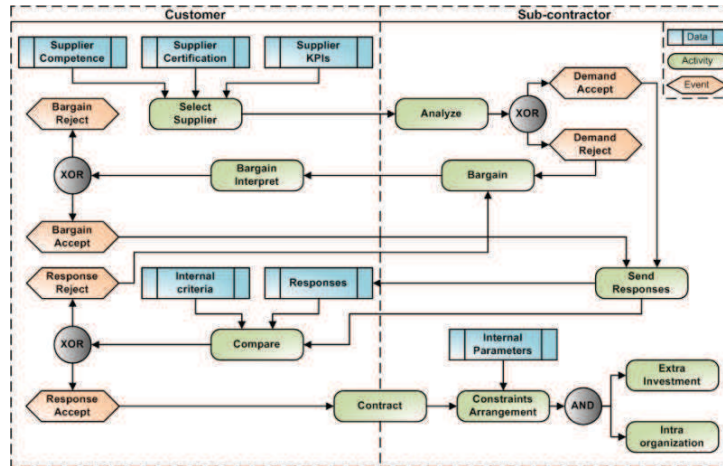 Customer
Sub-contractor
Supplier
Competence
Supplier
Certification
Supplier
KPIs
Data
Activity
Event
Select
Supplier
Analyze
XOR
Demand
Accept
Demand
Reject
Bargain
Reject
XOR
Bargain
Interpret
Bargain
Bargain
Accept
Response
Reject
Internal
criteria
Responses
Send
Responses
XOR
Compare
Internal
Parameters
Response
Accept
Contract
Constraints
Arrangement
AND
Extra
Investment
Intra
organization